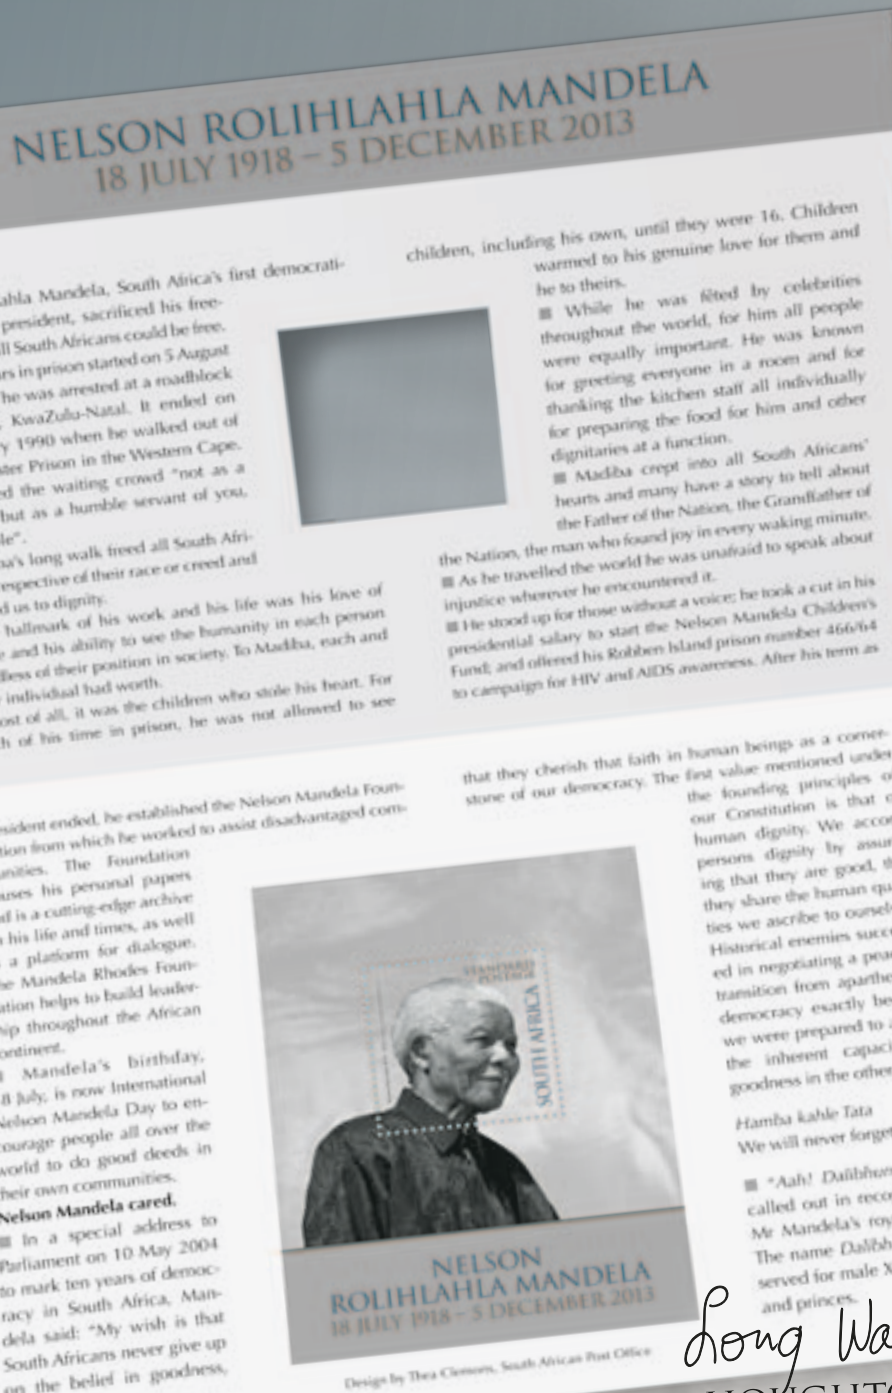 NELSON ROLIHLAHLA MANDELA
18 JULY 1918 – 5 DECEMBER 2013
ahla Mandela, South Africa's first democrati-
president, sacrificed his free-
ll South Africans could be free.
rs in prison started on 5 August
he was arrested at a roadblock
KwaZulu-Natal. It ended on
y 1990 when he walked out of
ster Prison in the Western Cape.
ed the waiting crowd "not as a
but as a humble servant of you,
le".
ba's long walk freed all South Afri-
respective of their race or creed and
d us to dignity.
hallmark of his work and his life was his love of
e and his ability to see the humanity in each person
dless of their position in society. To Madiba, each and
y individual had worth.
ost of all, it was the children who stole his heart. For
h of his time in prison, he was not allowed to see
children, including his own, until they were 16. Children
warmed to his genuine love for them and
he to theirs.
■ While he was fêted by celebrities
throughout the world, for him all people
were equally important. He was known
for greeting everyone in a room and for
thanking the kitchen staff all individually
for preparing the food for him and other
dignitaries at a function.
■ Madiba crept into all South Africans'
hearts and many have a story to tell about
the Father of the Nation, the Grandfather of
the Nation, the man who found joy in every waking minute.
■ As he travelled the world he was unafraid to speak about
injustice wherever he encountered it.
■ He stood up for those without a voice; he took a cut in his
presidential salary to start the Nelson Mandela Children's
Fund; and offered his Robben Island prison number 466/64
to campaign for HIV and AIDS awareness. After his term as
esident ended, he established the Nelson Mandela Foun-
tion from which he worked to assist disadvantaged com-
unities. The Foundation
uses his personal papers
d is a cutting-edge archive
n his life and times, as well
s a platform for dialogue.
he Mandela Rhodes Foun-
ation helps to build leader-
hip throughout the African
ontinent.
■ Mandela's birthday,
8 July, is now International
Nelson Mandela Day to en-
courage people all over the
world to do good deeds in
their own communities.
Nelson Mandela cared.
■ In a special address to
Parliament on 10 May 2004
to mark ten years of democ-
racy in South Africa, Man-
dela said: "My wish is that
South Africans never give up
on the belief in goodness,
that they cherish that faith in human beings as a corner-
stone of our democracy. The first value mentioned under
the founding principles o
our Constitution is that o
human dignity. We accor
persons dignity by assum
ing that they are good, th
they share the human qu
ties we ascribe to oursel
Historical enemies succe
ed in negotiating a pea
transition from aparthe
democracy exactly be
we were prepared to a
the inherent capaci
goodness in the other
Hamba kahle Tata
We will never forget
■ "Aah! Dalibhun
called out in reco
Mr Mandela's roy
The name Dalibh
served for male X
and princes.
STANDARD
POSTAGE
SOUTH AFRICA
NELSON
ROLIHLAHLA MANDELA
18 JULY 1918 – 5 DECEMBER 2013
Design by Thea Clemons, South African Post Office
Long Wa